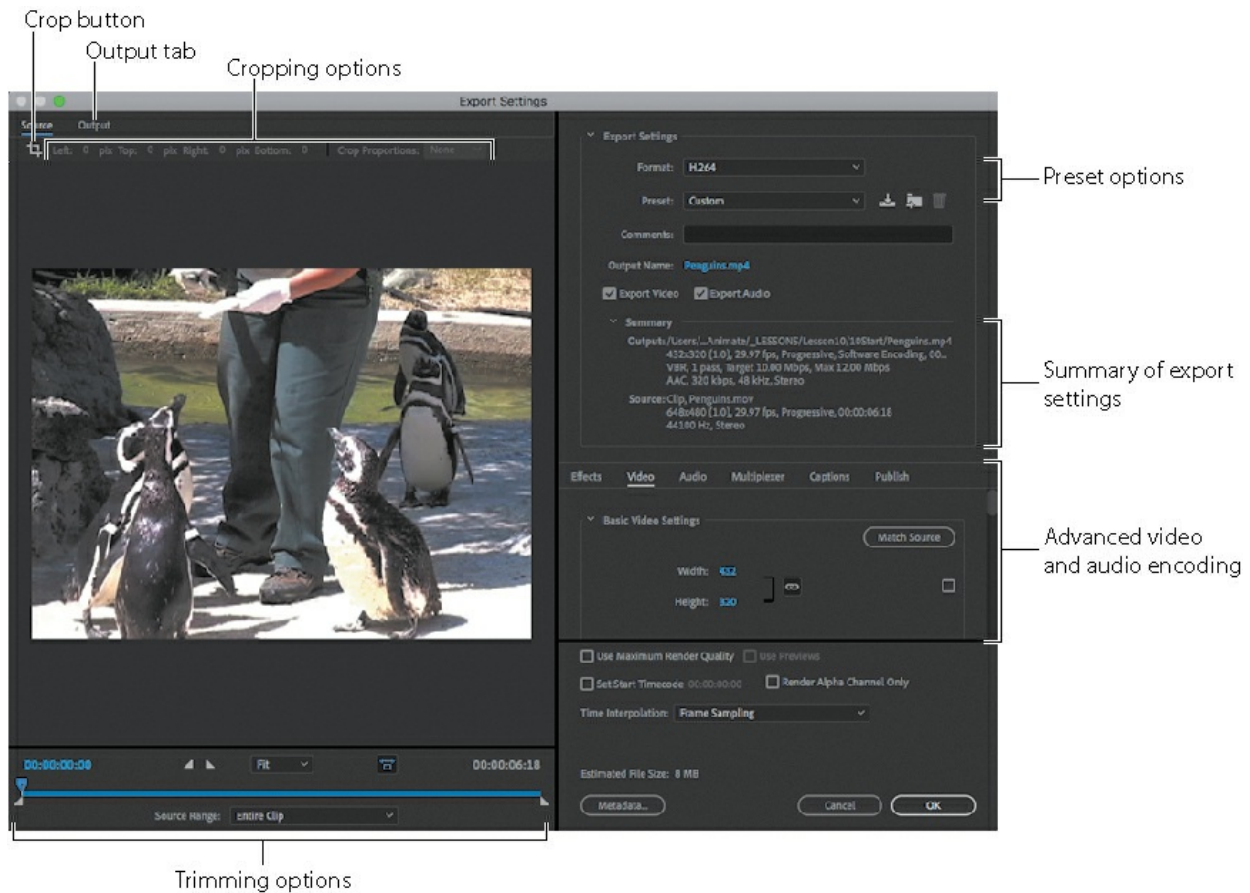 Crop button
Output tab
Cropping options
Export Settings
Source Output
Left: 0 pix Top: 0 pix Right: 0 pix Bottom: 0 Crop Proportions: None
Export Settings
Format: H.264
Preset: Custom
Preset options
Comments:
Output Name: Penguins.mp4
Export Video Export Audio
Summary
Output: /Users/...Animate/_LESSONS/Lesson10/10Start/Penguins.mp4
432x320 (1.0), 29.97 fps, Progressive, Software Encoding, 00...
VBR, 1 pass, Target 10.00 Mbps, Max 12.00 Mbps
AAC, 320 kbps, 48 kHz, Stereo
Source: Clip, Penguins.mov
648x480 (1.0), 29.97 fps, Progressive, 00:00:06:18
44100 Hz, Stereo
Summary of export
settings
Effects Video Audio Multiplexer Captions Publish
Basic Video Settings
Match Source
Width: 432
Height: 320
Advanced video
and audio encoding
Use Maximum Render Quality Use Previews
Set Start Timecode 00:00:00:00 Render Alpha Channel Only
Time Interpolation: Frame Sampling
00:00:00:00 Fit 00:00:06:18
Estimated File Size: 8 MB
Source Range: Entire Clip
Metadata... Cancel OK
Trimming options